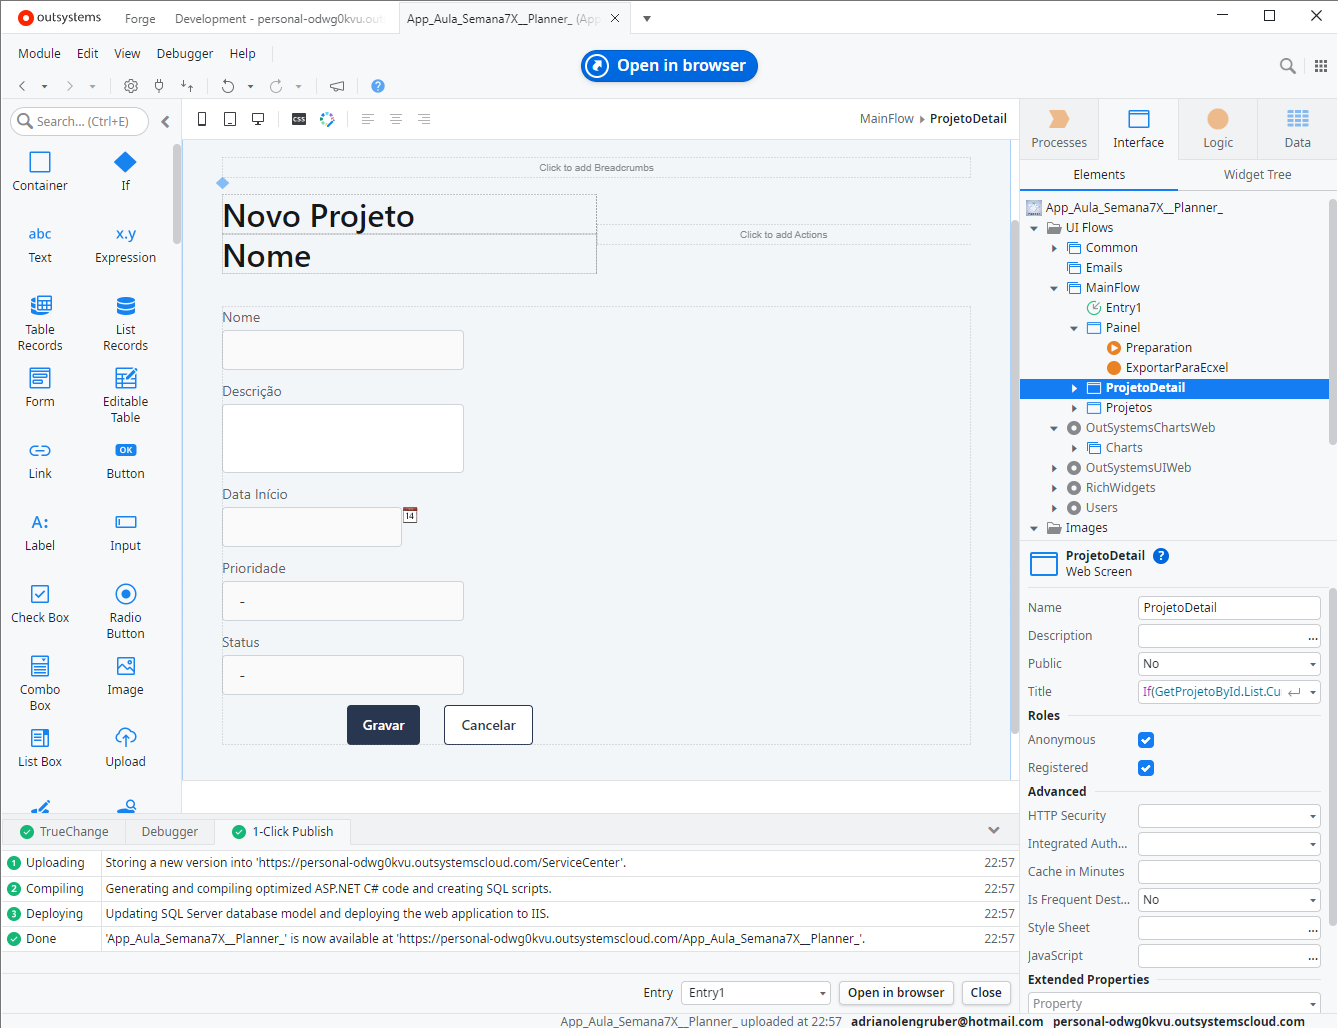 outsystems
Forge
Development - personal-odwg0kvu.ou
App_Aula_Semana7X__Planner_ (App
Module
Edit
View
Debugger
Help
Open in browser
Search... (Ctrl+E)
css
MainFlow
ProjetoDetail
Container
If
abc
x.y
Text
Expression
Table Records
List Records
Form
Editable Table
Link
OK
Button
A:
Label
Input
Check Box
Radio Button
Combo Box
Image
List Box
Upload
Click to add Breadcrumbs
Novo Projeto
Nome
Click to add Actions
Nome
Descrição
Data Início
14
Prioridade
-
Status
-
Gravar
Cancelar
Processes
Interface
Logic
Data
Elements
Widget Tree
App_Aula_Semana7X__Planner_
UI Flows
Common
Emails
MainFlow
Entry1
Painel
Preparation
ExportarParaEcxel
ProjetoDetail
Projetos
OutSystemsChartsWeb
Charts
OutSystemsUIWeb
RichWidgets
Users
Images
ProjetoDetail ?
Web Screen
Name ProjetoDetail
Description ...
Public No
Title If(GetProjetoById.List.Cu
Roles
Anonymous
Registered
Advanced
HTTP Security
Integrated Auth...
Cache in Minutes
Is Frequent Dest... No
Style Sheet ...
JavaScript ...
Extended Properties
Property
TrueChange
Debugger
1-Click Publish
1 Uploading Storing a new version into 'https://personal-odwg0kvu.outsystemscloud.com/ServiceCenter'. 22:57
2 Compiling Generating and compiling optimized ASP.NET C# code and creating SQL scripts. 22:57
3 Deploying Updating SQL Server database model and deploying the web application to IIS. 22:57
Done 'App_Aula_Semana7X__Planner_' is now available at 'https://personal-odwg0kvu.outsystemscloud.com/App_Aula_Semana7X__Planner_'. 22:57
Entry Entry1 Open in browser Close
App_Aula_Semana7X__Planner_ uploaded at 22:57 adrianolengruber@hotmail.com personal-odwg0kvu.outsystemscloud.com